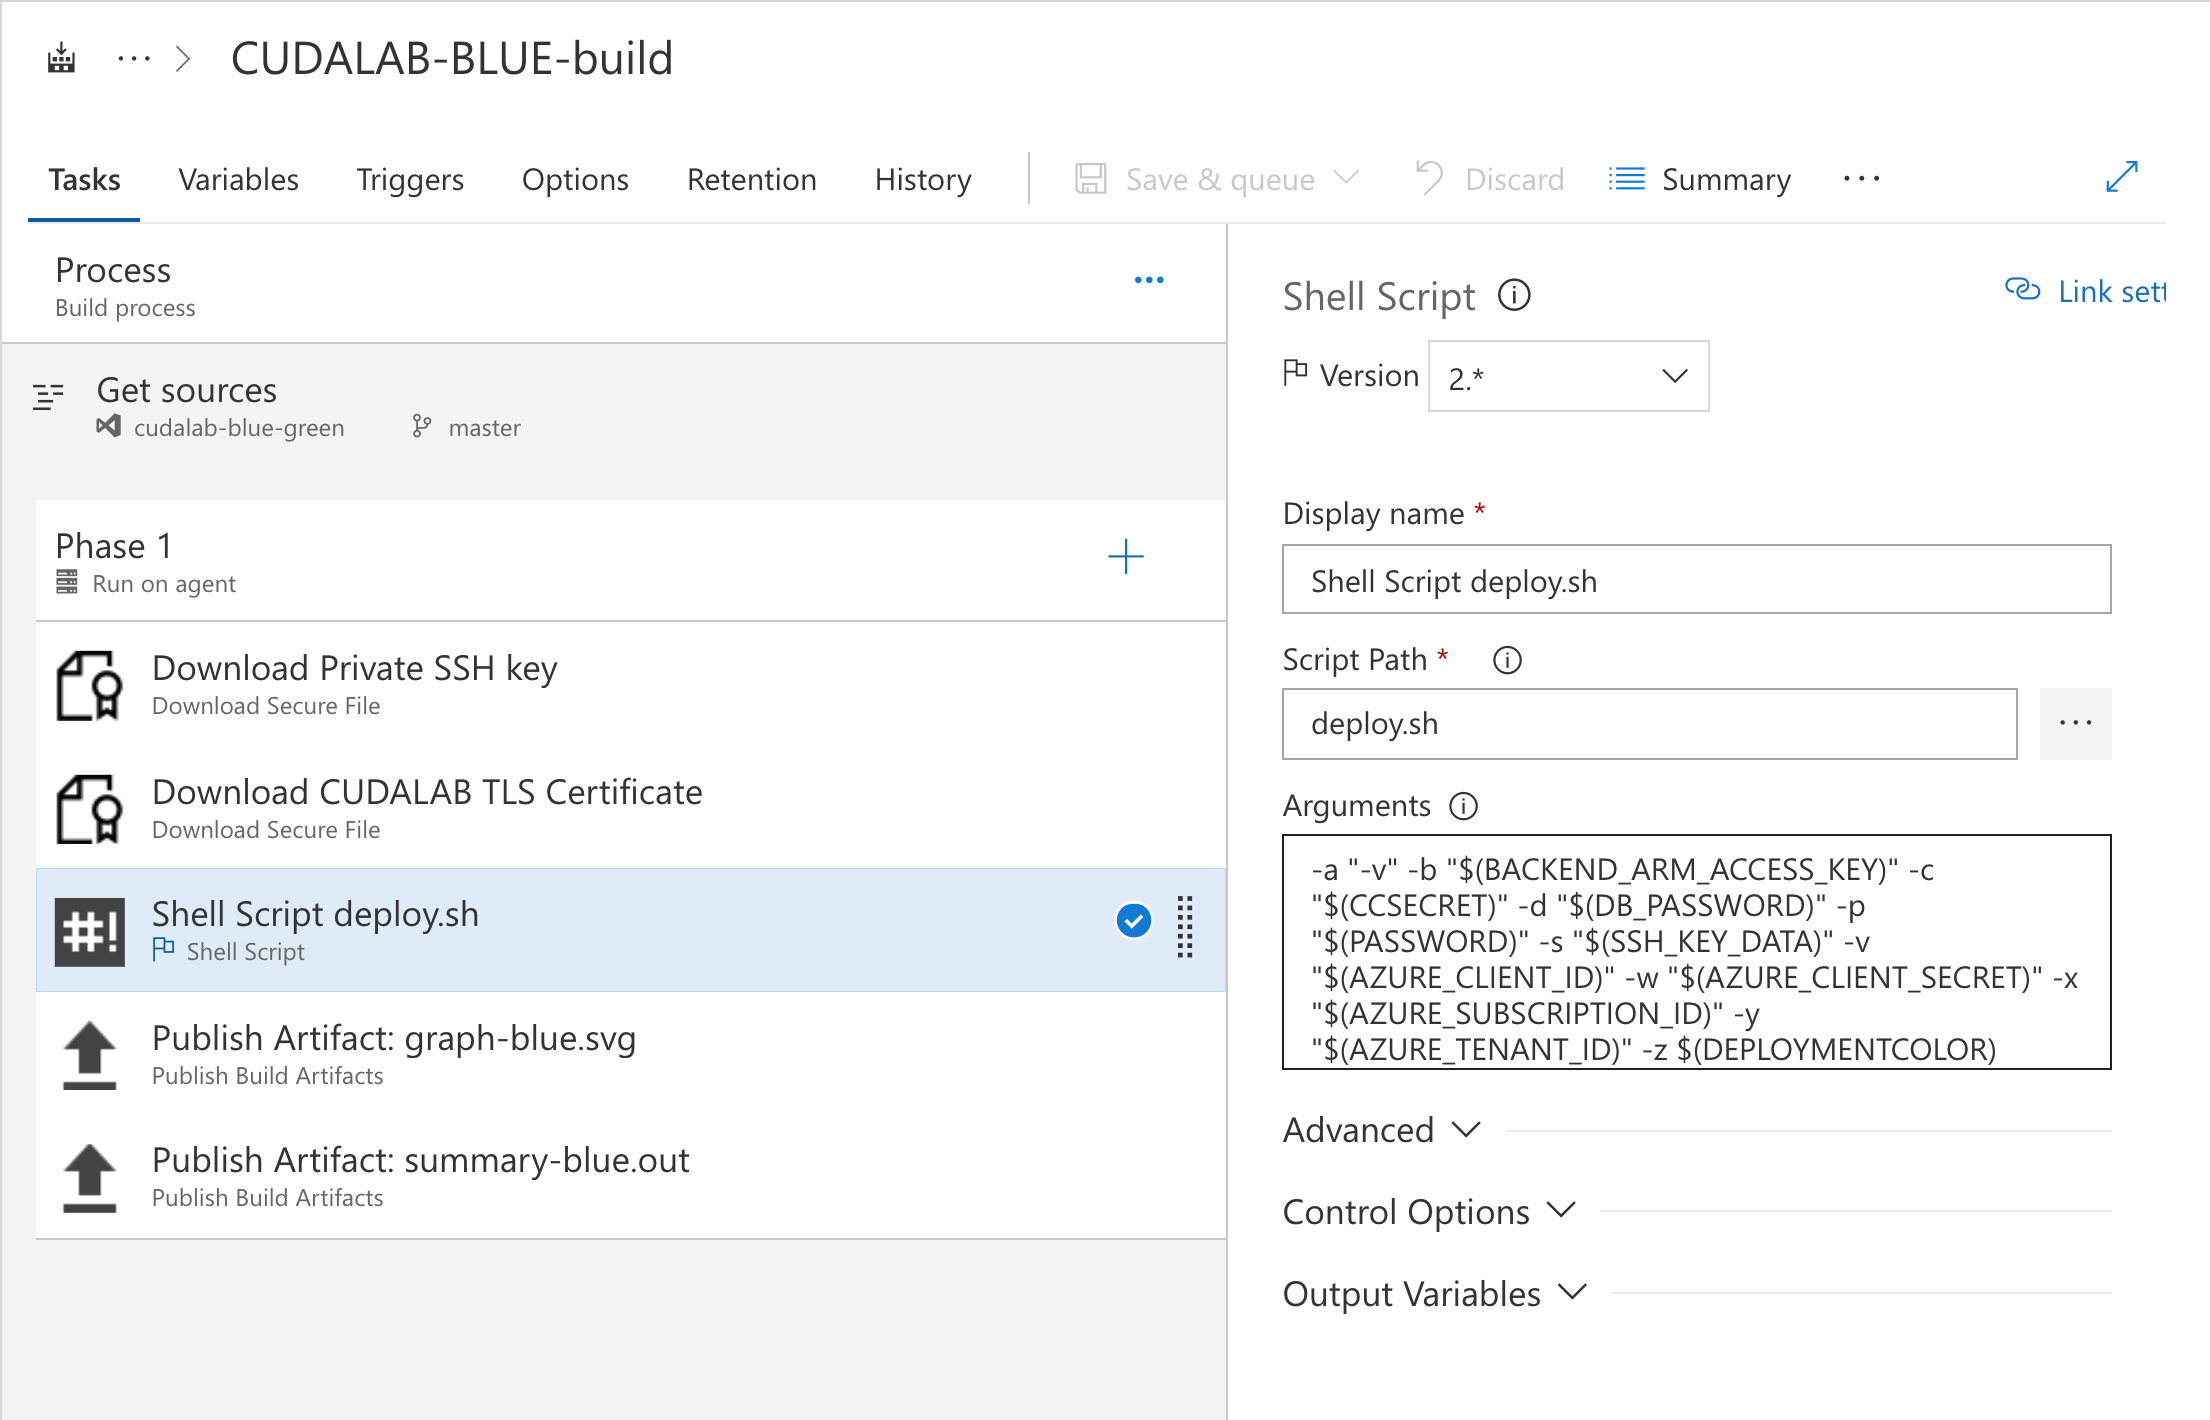 CUDALAB-BLUE-build
Tasks Variables Triggers Options Retention History Save & queue Discard Summary
Process
Build process
Get sources
cudalab-blue-green master
Phase 1
Run on agent
Download Private SSH key
Download Secure File
Download CUDALAB TLS Certificate
Download Secure File
#! Shell Script deploy.sh
Shell Script
Publish Artifact: graph-blue.svg
Publish Build Artifacts
Publish Artifact: summary-blue.out
Publish Build Artifacts
Shell Script
Link sett
Version 2.*
Display name *
Shell Script deploy.sh
Script Path *
deploy.sh
Arguments
-a "-v" -b "$(BACKEND_ARM_ACCESS_KEY)" -c
"$(CCSECRET)" -d "$(DB_PASSWORD)" -p
"$(PASSWORD)" -s "$(SSH_KEY_DATA)" -v
"$(AZURE_CLIENT_ID)" -w "$(AZURE_CLIENT_SECRET)" -x
"$(AZURE_SUBSCRIPTION_ID)" -y
"$(AZURE_TENANT_ID)" -z $(DEPLOYMENTCOLOR)
Advanced
Control Options
Output Variables